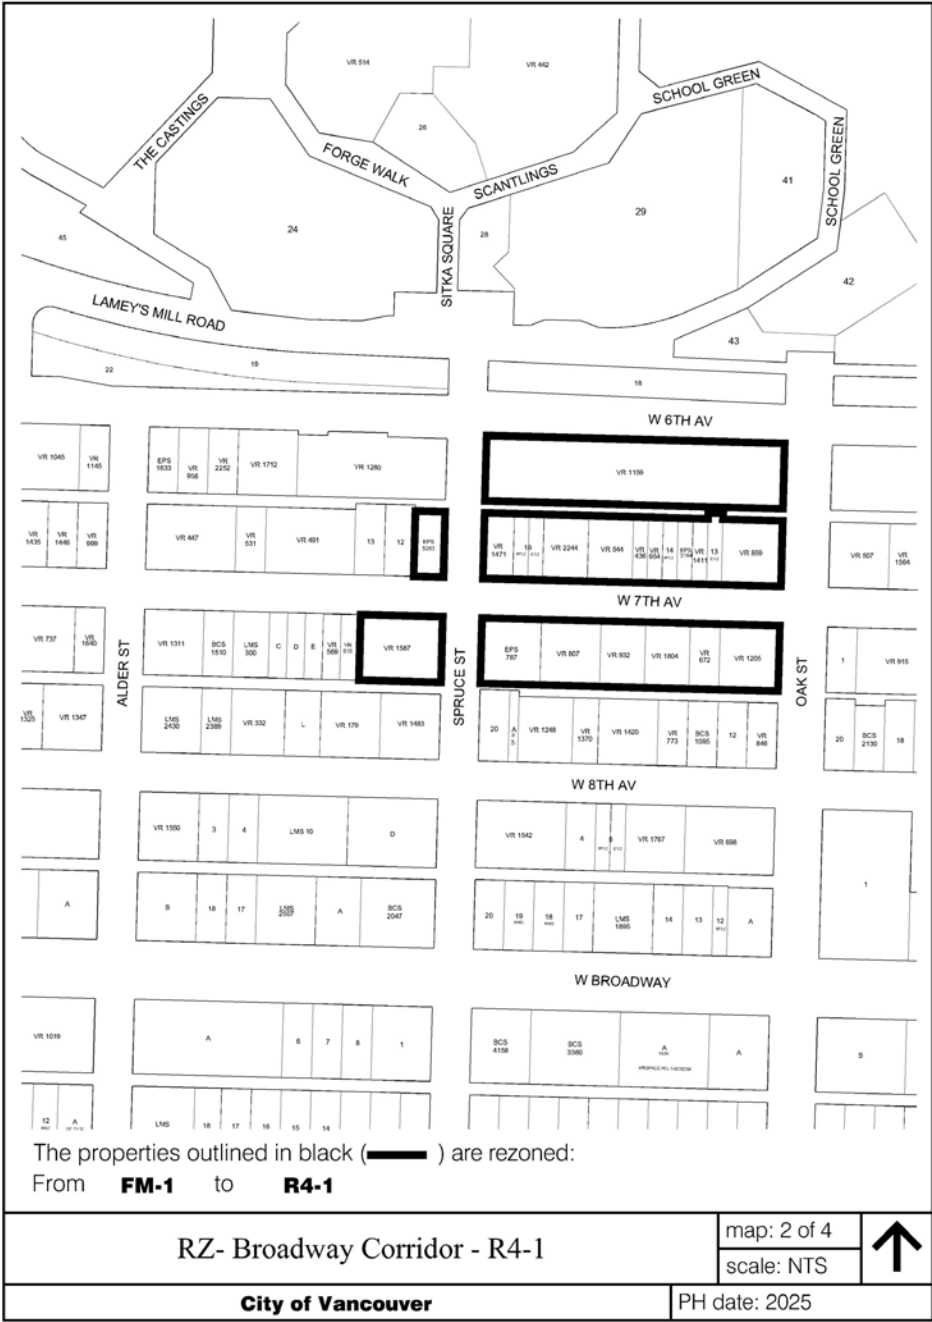 VR 514
VR 442
SCHOOL GREEN
THE CASTINGS
26
FORGE WALK
SCANTLINGS
SCHOOL GREEN
41
29
24
28
SITKA SQUARE
45
42
LAMEY'S MILL ROAD
43
19
22
18
W 6TH AV
VR 1045
VR 1145
EPS 1633
VR 958
VR 2252
VR 1712
VR 1280
VR 1159
VR 1435
VR 1446
VR 999
VR 447
VR 531
VR 491
13
12
EPS 5263
VR 1471
19
VR 2244
VR 544
14
VR 1411
13
VR 859
VR 507
VR 1564
W 7TH AV
VR 737
VR 1640
ALDER ST
VR 1311
BCS 1510
LMS 300
C
D
E
VR 569
VR 1587
SPRUCE ST
EPS 787
VR 807
VR 932
VR 1804
VR 672
VR 1205
OAK ST
1
VR 915
VR 1325
VR 1347
LMS 2430
LMS 2389
VR 332
L
VR 179
VR 1483
20
VR 1248
VR 1370
VR 1420
VR 773
BCS 1095
12
VR 846
20
BCS 2130
18
W 8TH AV
VR 1550
3
4
LMS 10
D
VR 1542
4
VR 1767
VR 698
1
A
B
18
17
LMS 2507
A
BCS 2047
20
19
18
17
LMS 1895
14
13
12
A
W BROADWAY
VR 1019
A
6
7
8
1
BCS 4158
BCS 3380
A
A
B
12
A
LMS
18
17
16
15
14
The properties outlined in black ( ) are rezoned:
From FM-1 to R4-1
RZ- Broadway Corridor - R4-1
map: 2 of 4
scale: NTS
City of Vancouver
PH date: 2025